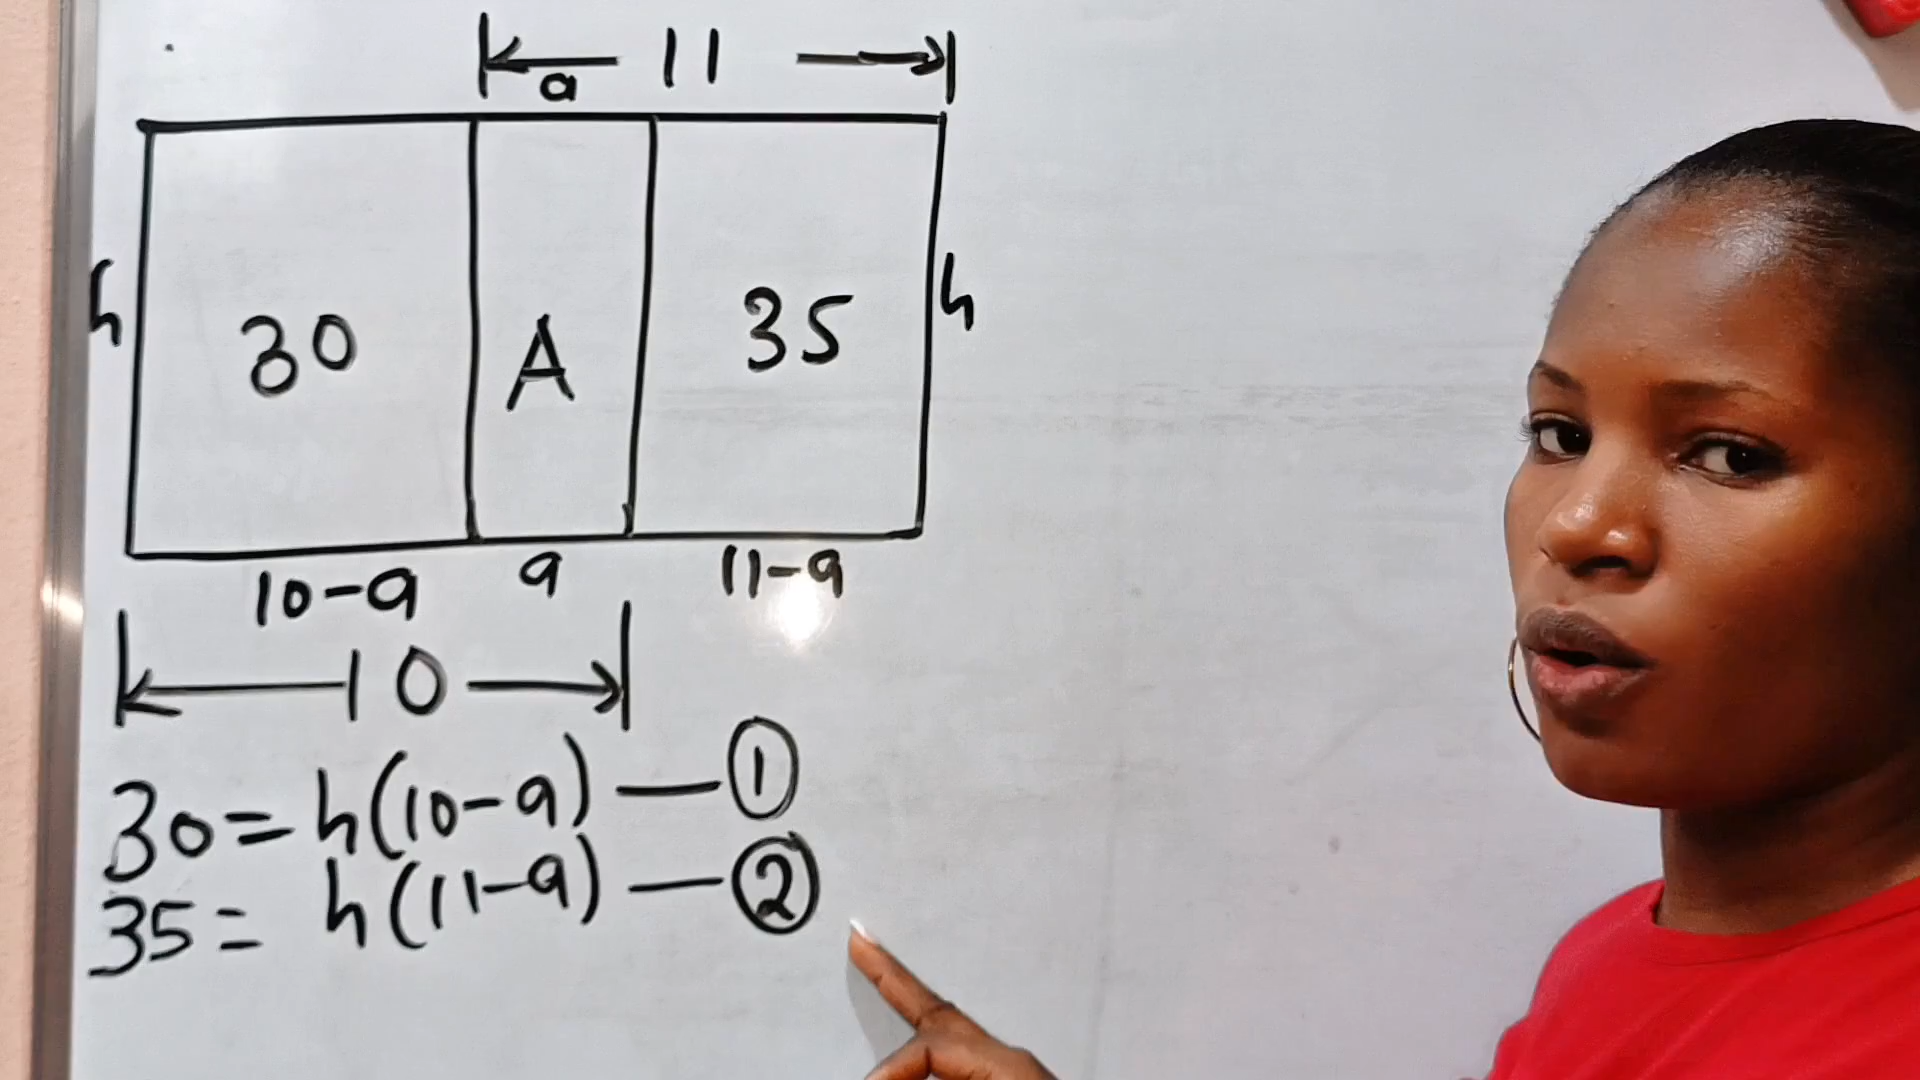 11
a
h
30
A
35
h
10-a
a
11-a
10
30 = h(10-a) — ①
35 = h(11-a) — ②